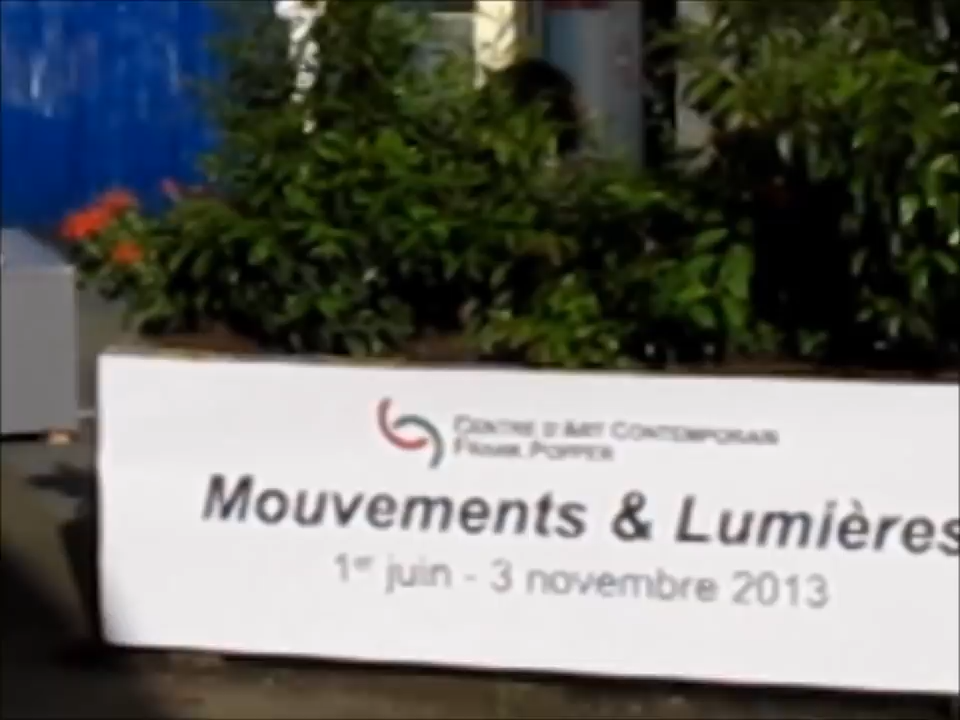 CENTRE D'ART CONTEMPORAIN
FRANK POPPER
Mouvements & Lumières
1er juin - 3 novembre 2013